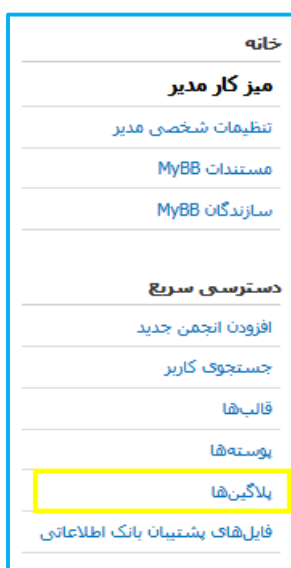 خانه
میز کار مدیر
تنظیمات شخصی مدیر
مستندات MyBB
سازندگان MyBB
دسترسی سریع
افزودن انجمن جدید
جستجوی کاربر
قالب‌ها
پوسته‌ها
پلاگین‌ها
فایل‌های پشتیبان بانک اطلاعاتی